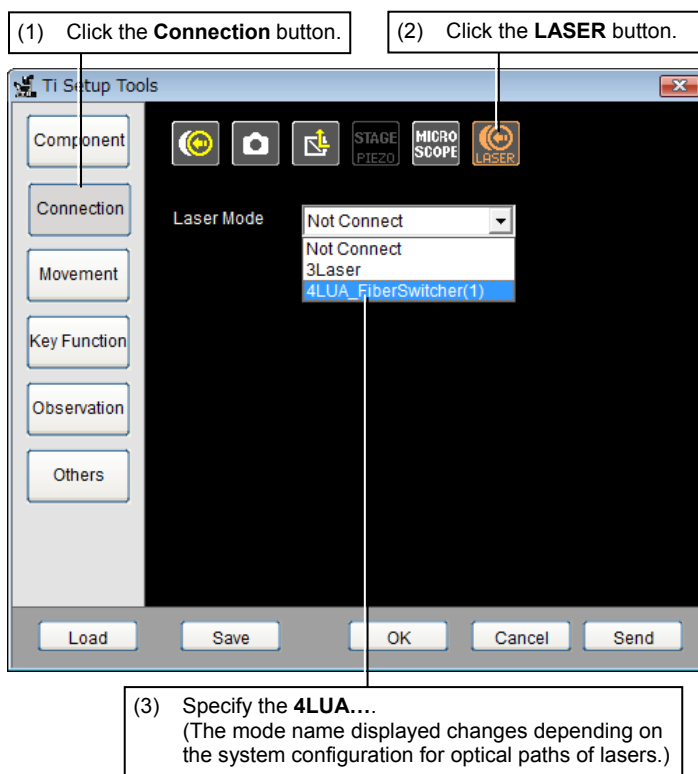 (1) Click the Connection button.
(2) Click the LASER button.
Ti Setup Tools
Component
STAGE
PIEZO
MICRO
SCOPE
LASER
Connection
Laser Mode
Not Connect
Not Connect
3Laser
4LUA_FiberSwitcher(1)
Movement
Key Function
Observation
Others
Load
Save
OK
Cancel
Send
(3) Specify the 4LUA….
(The mode name displayed changes depending on
the system configuration for optical paths of lasers.)